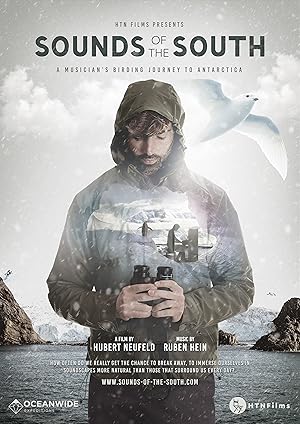 HTN FILMS PRESENTS
SOUNDS OF THE SOUTH
A MUSICIAN'S BIRDING JOURNEY TO ANTARCTICA
A FILM BY
HUBERT NEUFELD
MUSIC BY
RUBEN HEIN
HOW OFTEN DO WE REALLY GET THE CHANCE TO BREAK AWAY, TO IMMERSE OURSELVES IN
SOUNDSCAPES MORE NATURAL THAN THOSE THAT SURROUND US EVERY DAY?
WWW.SOUNDS-OF-THE-SOUTH.COM
OCEANWIDE
EXPEDITIONS
HTNFilms